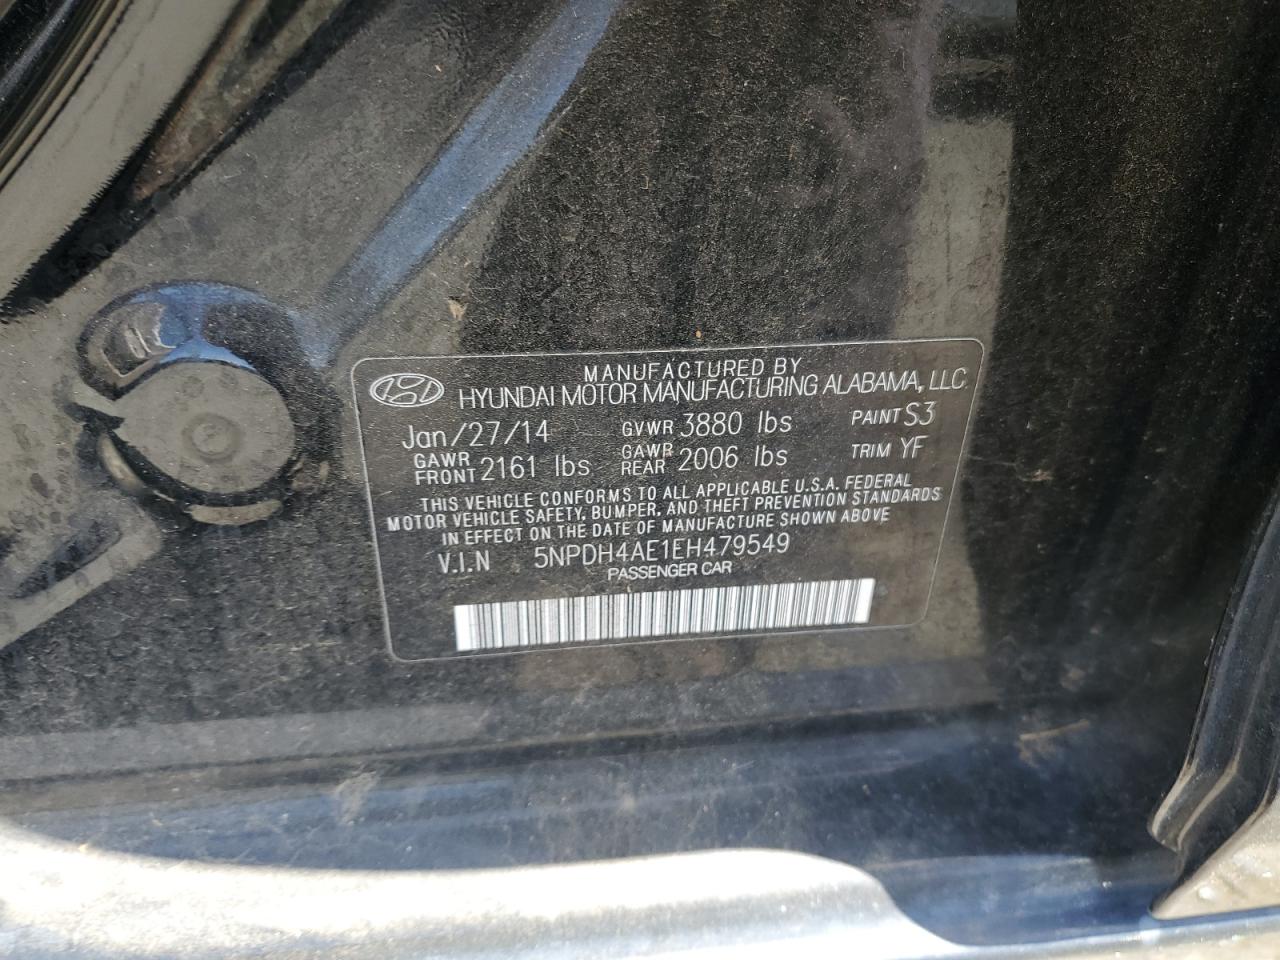 MANUFACTURED BY
HYUNDAI MOTOR MANUFACTURING ALABAMA, LLC
Jan/27/14 GVWR 3880 lbs PAINT S3
GAWR FRONT 2161 lbs GAWR REAR 2006 lbs TRIM YF
THIS VEHICLE CONFORMS TO ALL APPLICABLE U.S.A. FEDERAL
MOTOR VEHICLE SAFETY, BUMPER, AND THEFT PREVENTION STANDARDS
IN EFFECT ON THE DATE OF MANUFACTURE SHOWN ABOVE
V.I.N 5NPDH4AE1EH479549
PASSENGER CAR